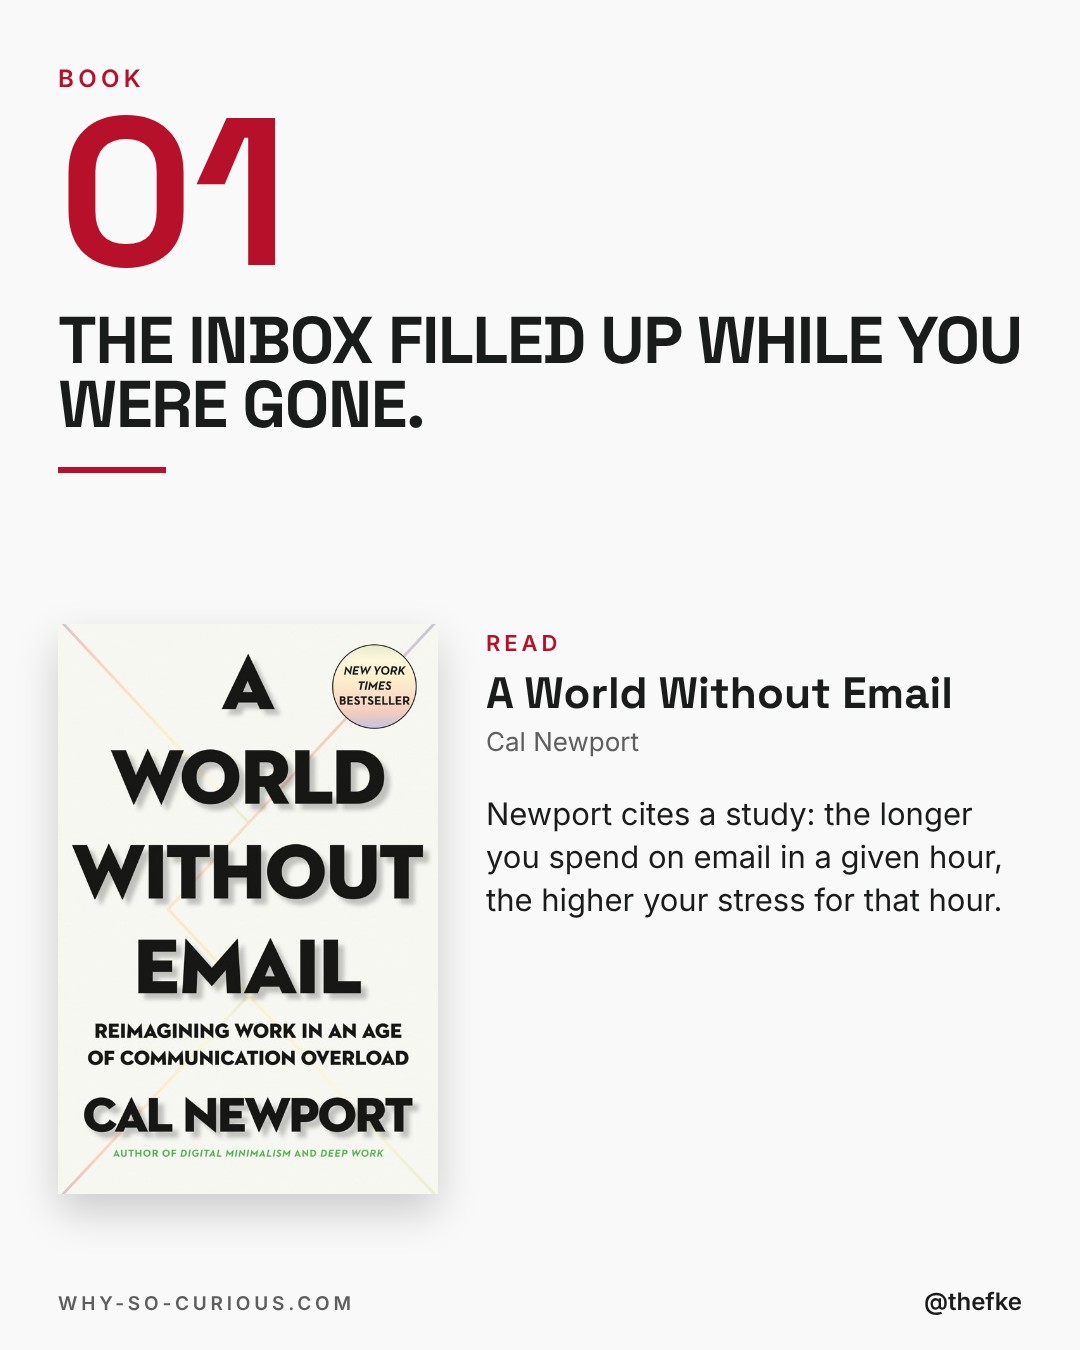 BOOK
01
THE INBOX FILLED UP WHILE YOU
WERE GONE.
A
WORLD
WITHOUT
EMAIL
NEW YORK
TIMES
BESTSELLER
REIMAGINING WORK IN AN AGE
OF COMMUNICATION OVERLOAD
CAL NEWPORT
AUTHOR OF DIGITAL MINIMALISM AND DEEP WORK
READ
A World Without Email
Cal Newport
Newport cites a study: the longer
you spend on email in a given hour,
the higher your stress for that hour.
WHY-SO-CURIOUS.COM
@thefke